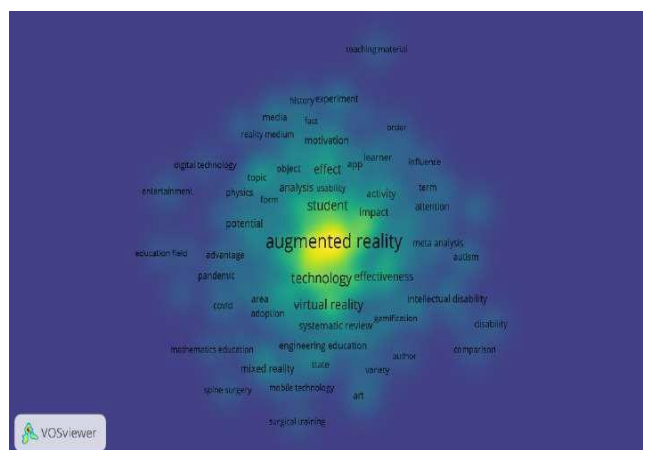 teaching material
history experiment
media fact
order
reality medium motivation
learner
digital technology object effect app influence
topic
entertainment physics analysis usability activity term
form
student impact attention
potential
augmented reality meta analysis
education field advantage autism
pandemic technology effectiveness
covid area virtual reality intellectual disability
adoption
systematic review gamification disability
mathematics education engineering education author comparison
mixed reality state variety
spine surgery mobile technology art
surgical training
VOSviewer